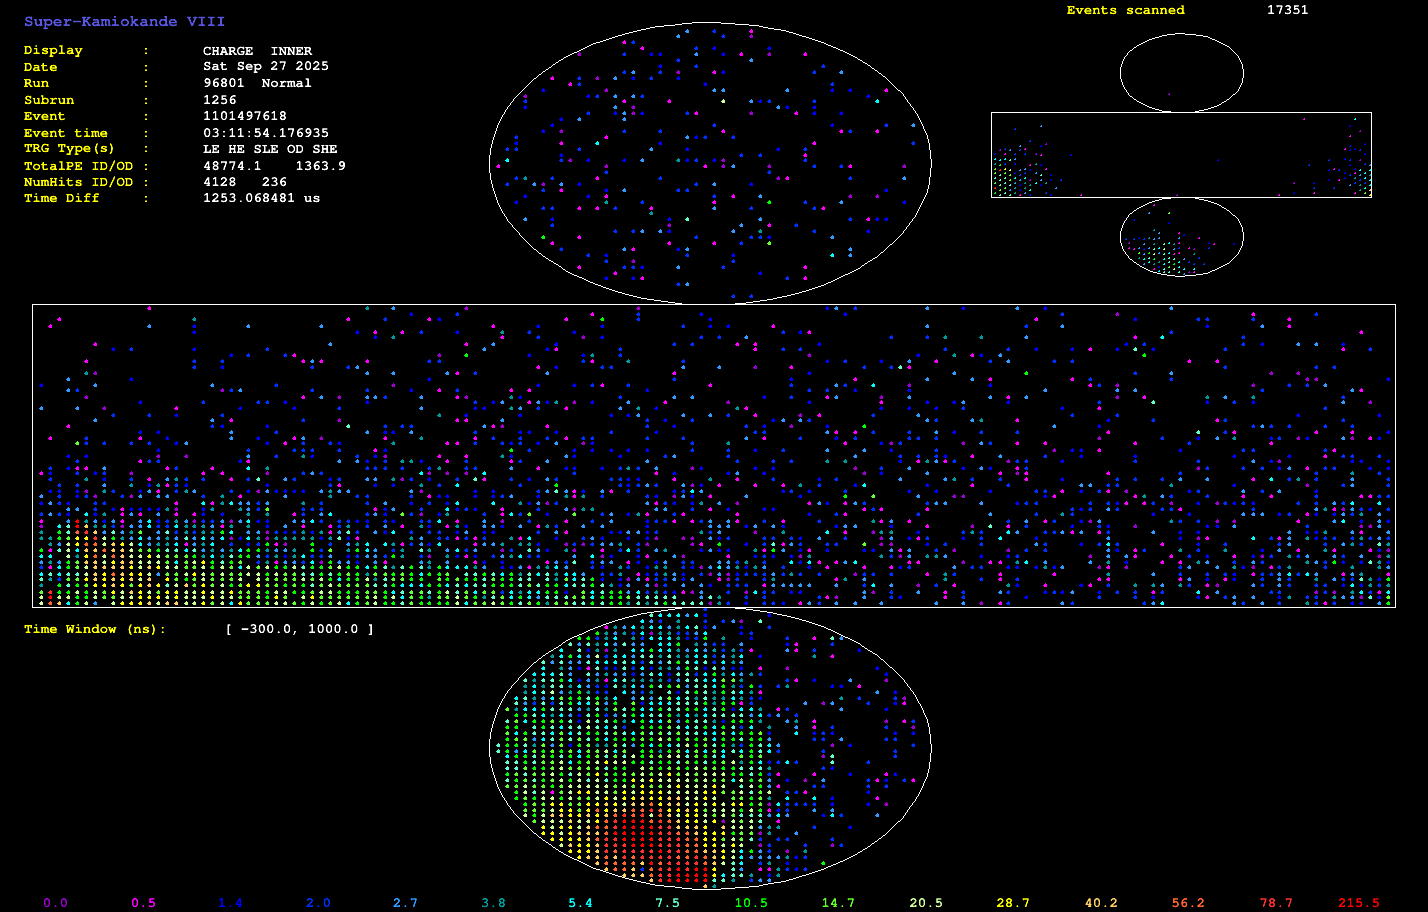 Super-Kamiokande VIII
Display : CHARGE INNER
Date : Sat Sep 27 2025
Run : 96801 Normal
Subrun : 1256
Event : 1101497618
Event time : 03:11:54.176935
TRG Type(s) : LE HE SLE OD SHE
TotalPE ID/OD : 48774.1 1363.9
NumHits ID/OD : 4128 236
Time Diff : 1253.068481 us
Events scanned 17351
Time Window (ns): [ -300.0, 1000.0 ]
0.0 0.5 1.4 2.0 2.7 3.8 5.4 7.5 10.5 14.7 20.5 28.7 40.2 56.2 78.7 215.5